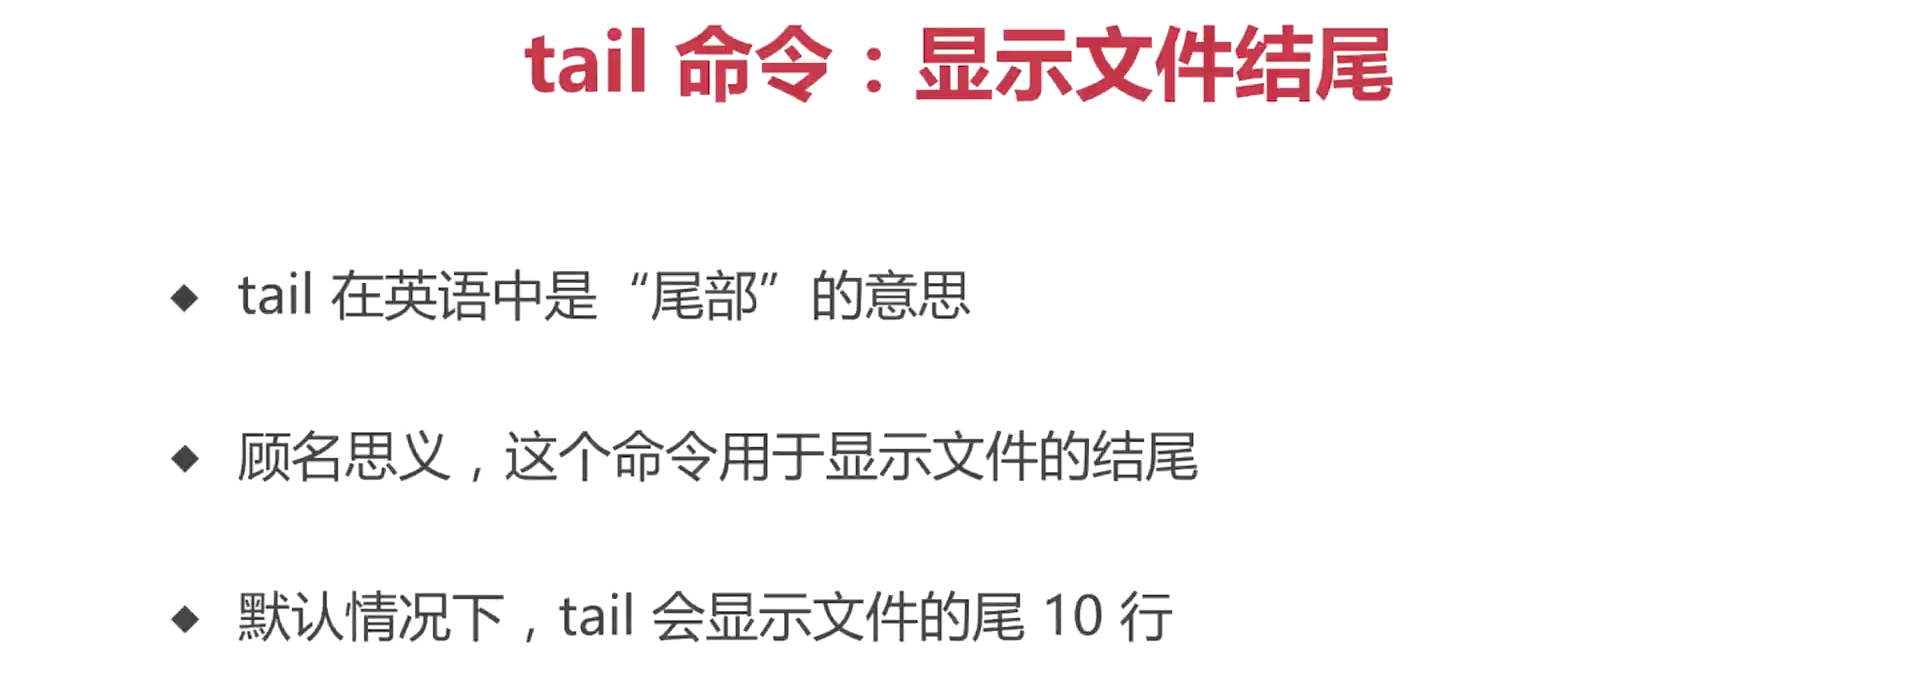 tail 命令：显示文件结尾
◆ tail 在英语中是“尾部”的意思
◆ 顾名思义，这个命令用于显示文件的结尾
◆ 默认情况下，tail 会显示文件的尾 10 行